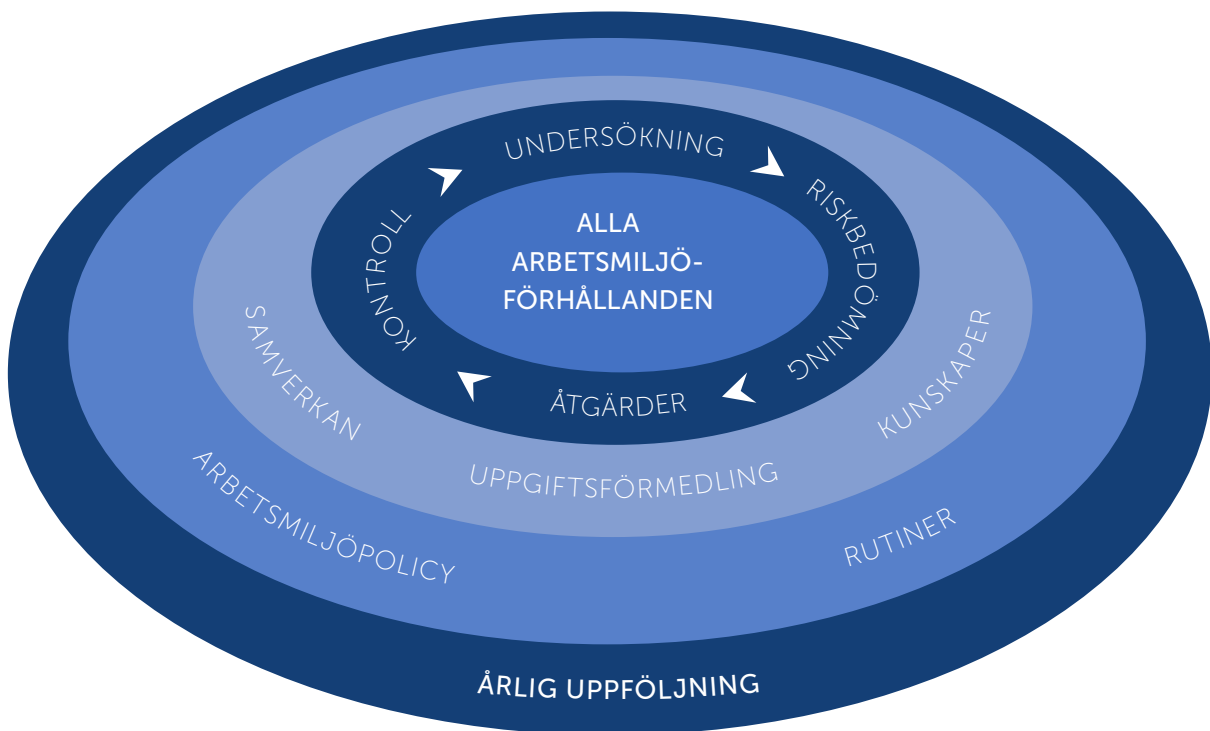 UNDERSÖKNING
RISKBEDÖMNING
ÅTGÄRDER
KONTROLL
ALLA
ARBETSMILJÖ-
FÖRHÅLLANDEN
SAMVERKAN
UPPGIFTSFÖRMEDLING
KUNSKAPER
ARBETSMILJÖPOLICY
RUTINER
ÅRLIG UPPFÖLJNING